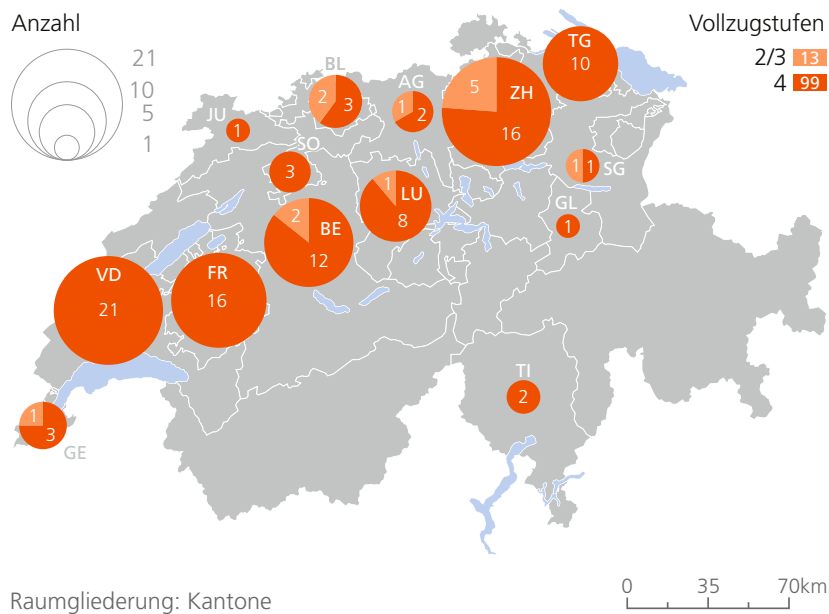 Anzahl
21
10
5
1
Vollzugstufen
2/3 13
4 99
TG
10
BL
2 3
AG
1 2
5 ZH
16
JU
1
SO
3
1 1 SG
1 LU
8
GL
1
2 BE
12
VD
21
FR
16
TI
2
1 3
GE
Raumgliederung: Kantone
0 35 70km